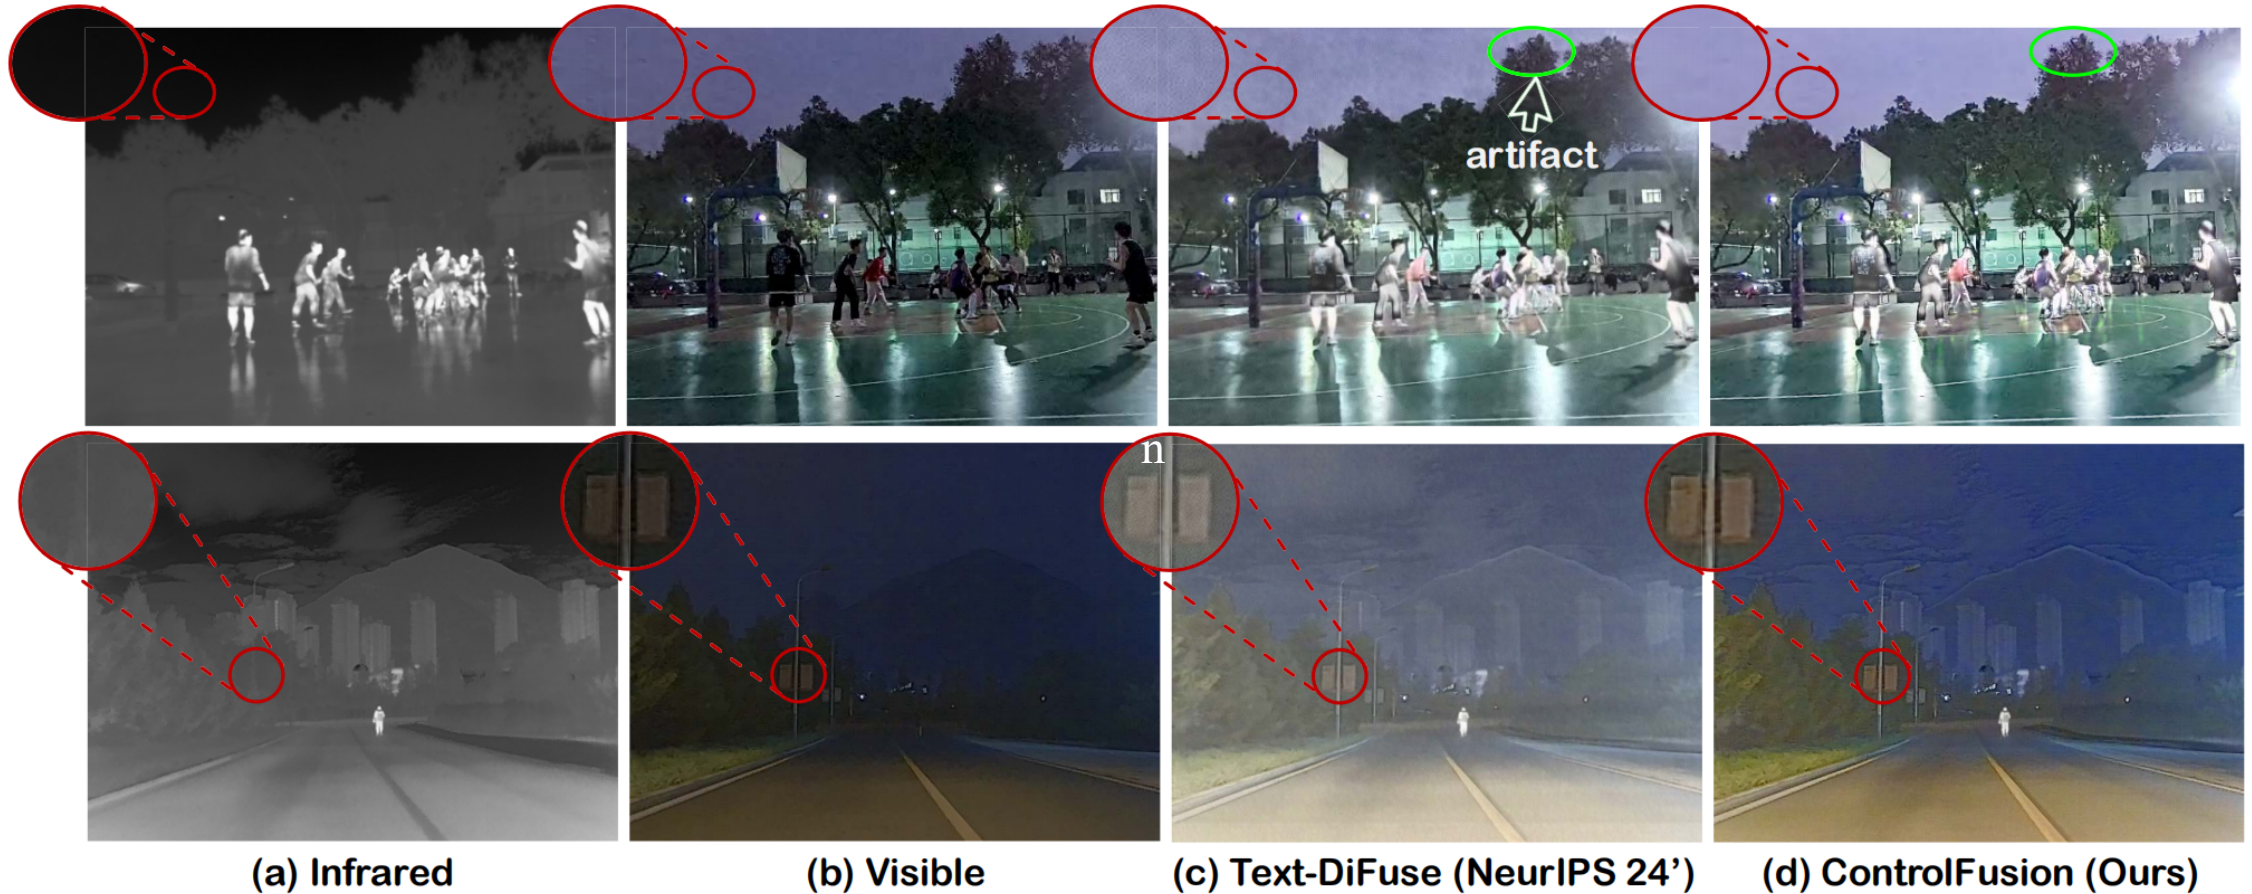 artifact
n
(a) Infrared
(b) Visible
(c) Text-DiFuse (NeurIPS 24’)
(d) ControlFusion (Ours)